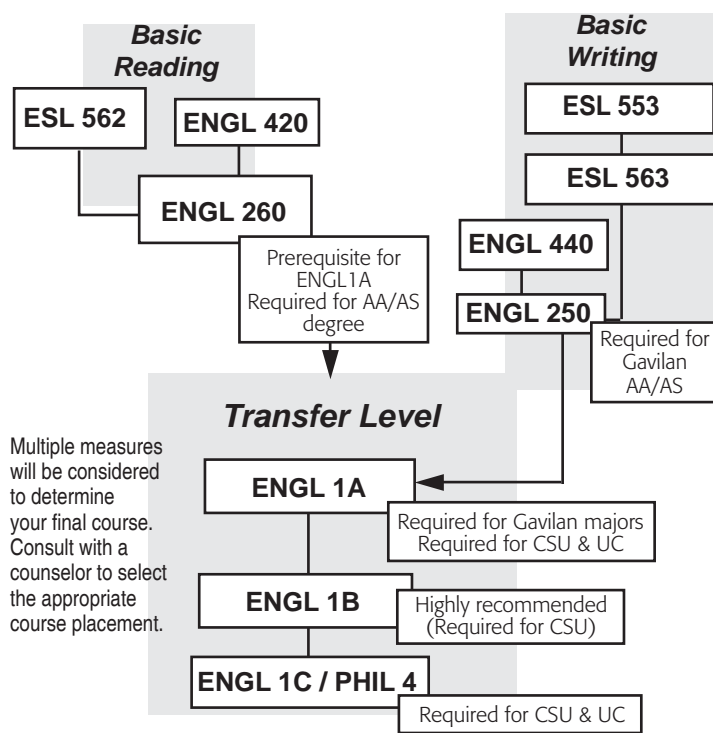 Basic
Reading
ESL 562
ENGL 420
ENGL 260
Prerequisite for
ENGL1A
Required for AA/AS
degree
Basic
Writing
ESL 553
ESL 563
ENGL 440
ENGL 250
Required for
Gavilan
AA/AS
Transfer Level
Multiple measures
will be considered
to determine
your final course.
Consult with a
counselor to select
the appropriate
course placement.
ENGL 1A
Required for Gavilan majors
Required for CSU & UC
ENGL 1B
Highly recommended
(Required for CSU)
ENGL 1C / PHIL 4
Required for CSU & UC